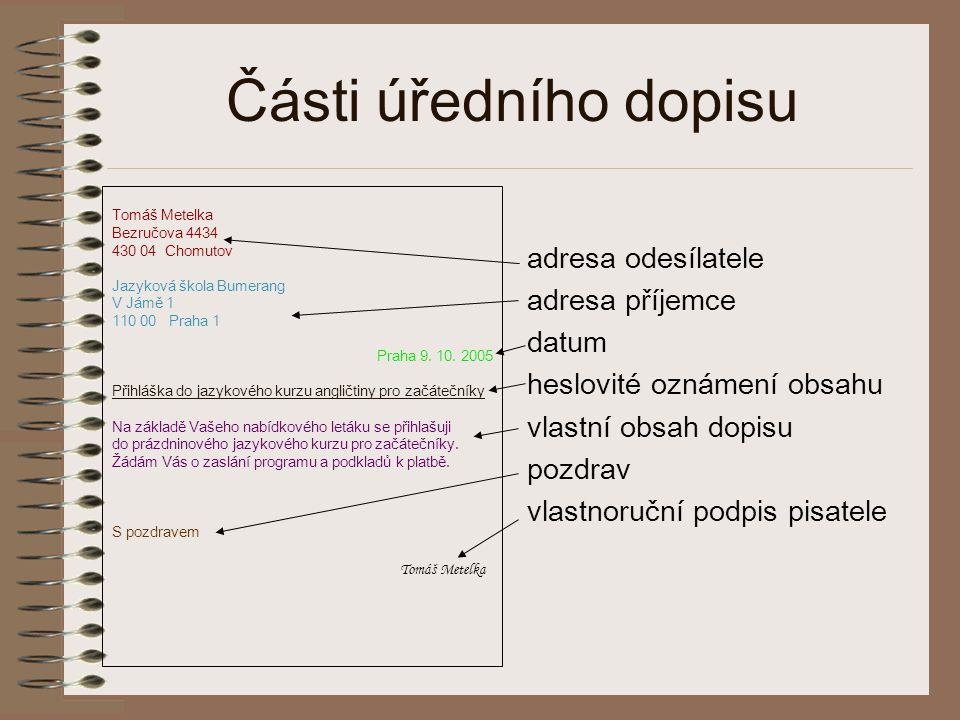 Části úředního dopisu
Tomáš Metelka
Bezručova 4434
430 04 Chomutov
Jazyková škola Bumerang
V Jámě 1
110 00 Praha 1
Praha 9. 10. 2005
Přihláška do jazykového kurzu angličtiny pro začátečníky
Na základě Vašeho nabídkového letáku se přihlašuji
do prázdninového jazykového kurzu pro začátečníky.
Žádám Vás o zaslání programu a podkladů k platbě.
S pozdravem
Tomáš Metelka
adresa odesílatele
adresa příjemce
datum
heslovité oznámení obsahu
vlastní obsah dopisu
pozdrav
vlastnoruční podpis pisatele